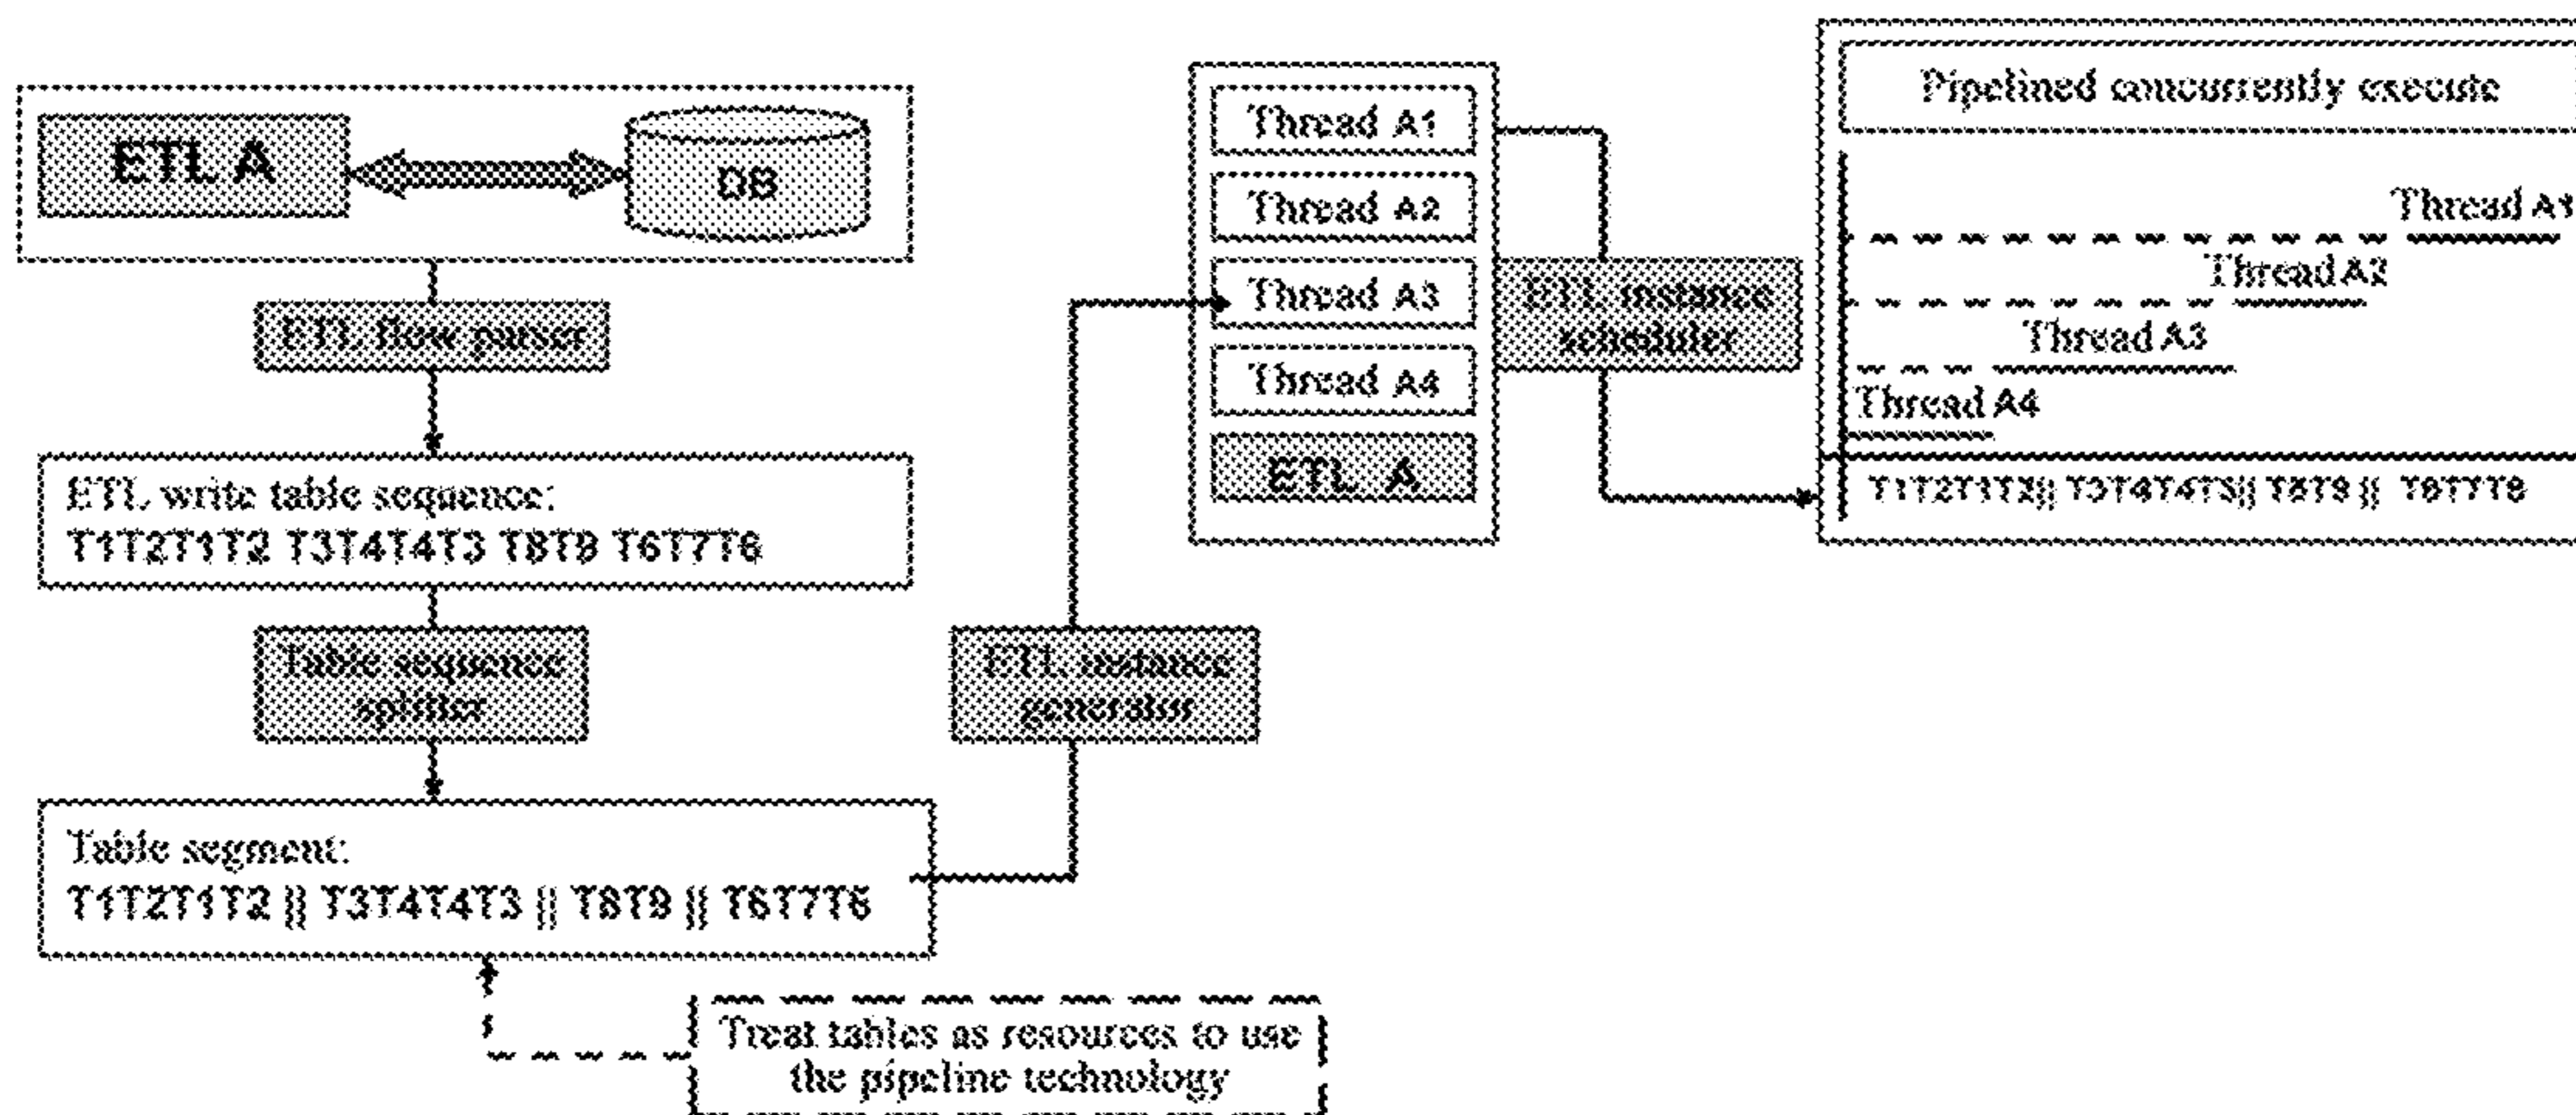 ETL A
DB
ETL flow parser
ETL write table sequence:
T1T2T1T2 T3T4T4T3 T8T9 T6T7T6
Table sequence
splitter
Table segment:
T1T2T1T2 || T3T4T4T3 || T8T9 || T6T7T6
Treat tables as resources to use
the pipeline technology
ETL instance
generator
Thread A1
Thread A2
Thread A3
Thread A4
ETL A
ETL instance
scheduler
Pipelined concurrently execute
Thread A1
Thread A2
Thread A3
Thread A4
T1T2T1T2|| T3T4T4T3|| T8T9 || T6T7T6